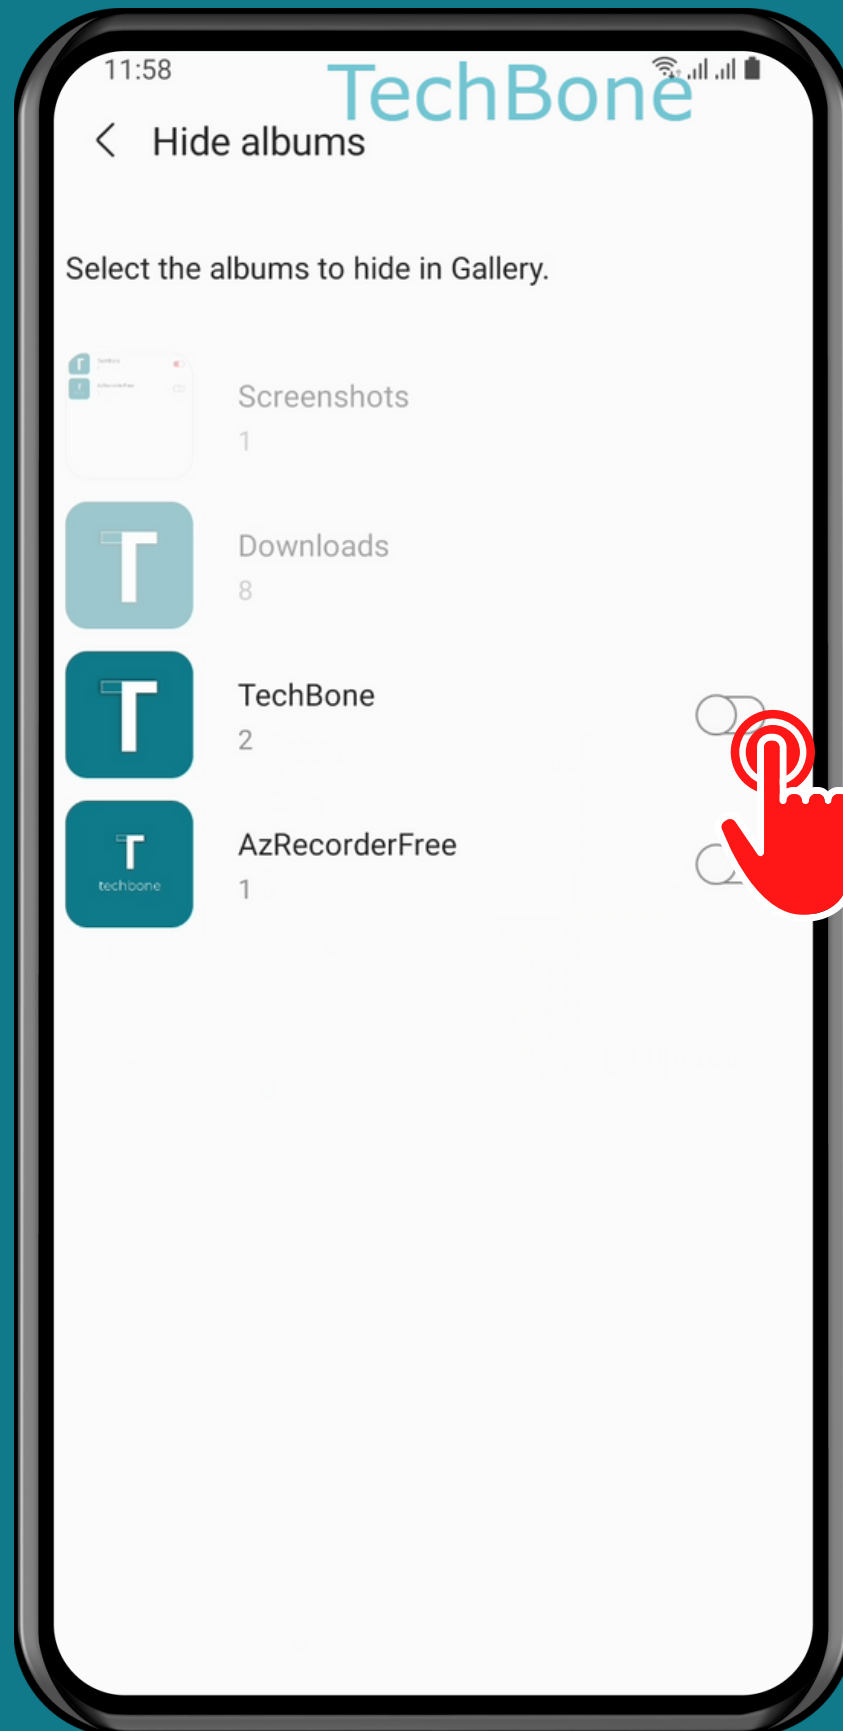 11:58
TechBone
Hide albums
Select the albums to hide in Gallery.
Screenshots
1
Downloads
8
TechBone
2
techbone
AzRecorderFree
1